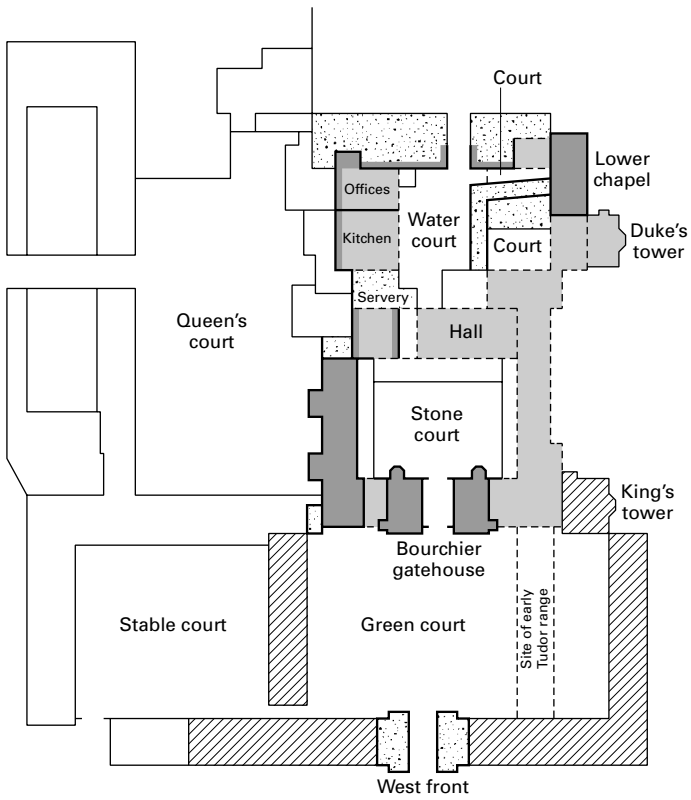 Court
Lower
chapel
Offices
Water
court
Kitchen
Court
Duke's
tower
Servery
Queen's
court
Hall
Stone
court
King's
tower
Bourchier
gatehouse
Stable court
Green court
Site of early
Tudor range
West front